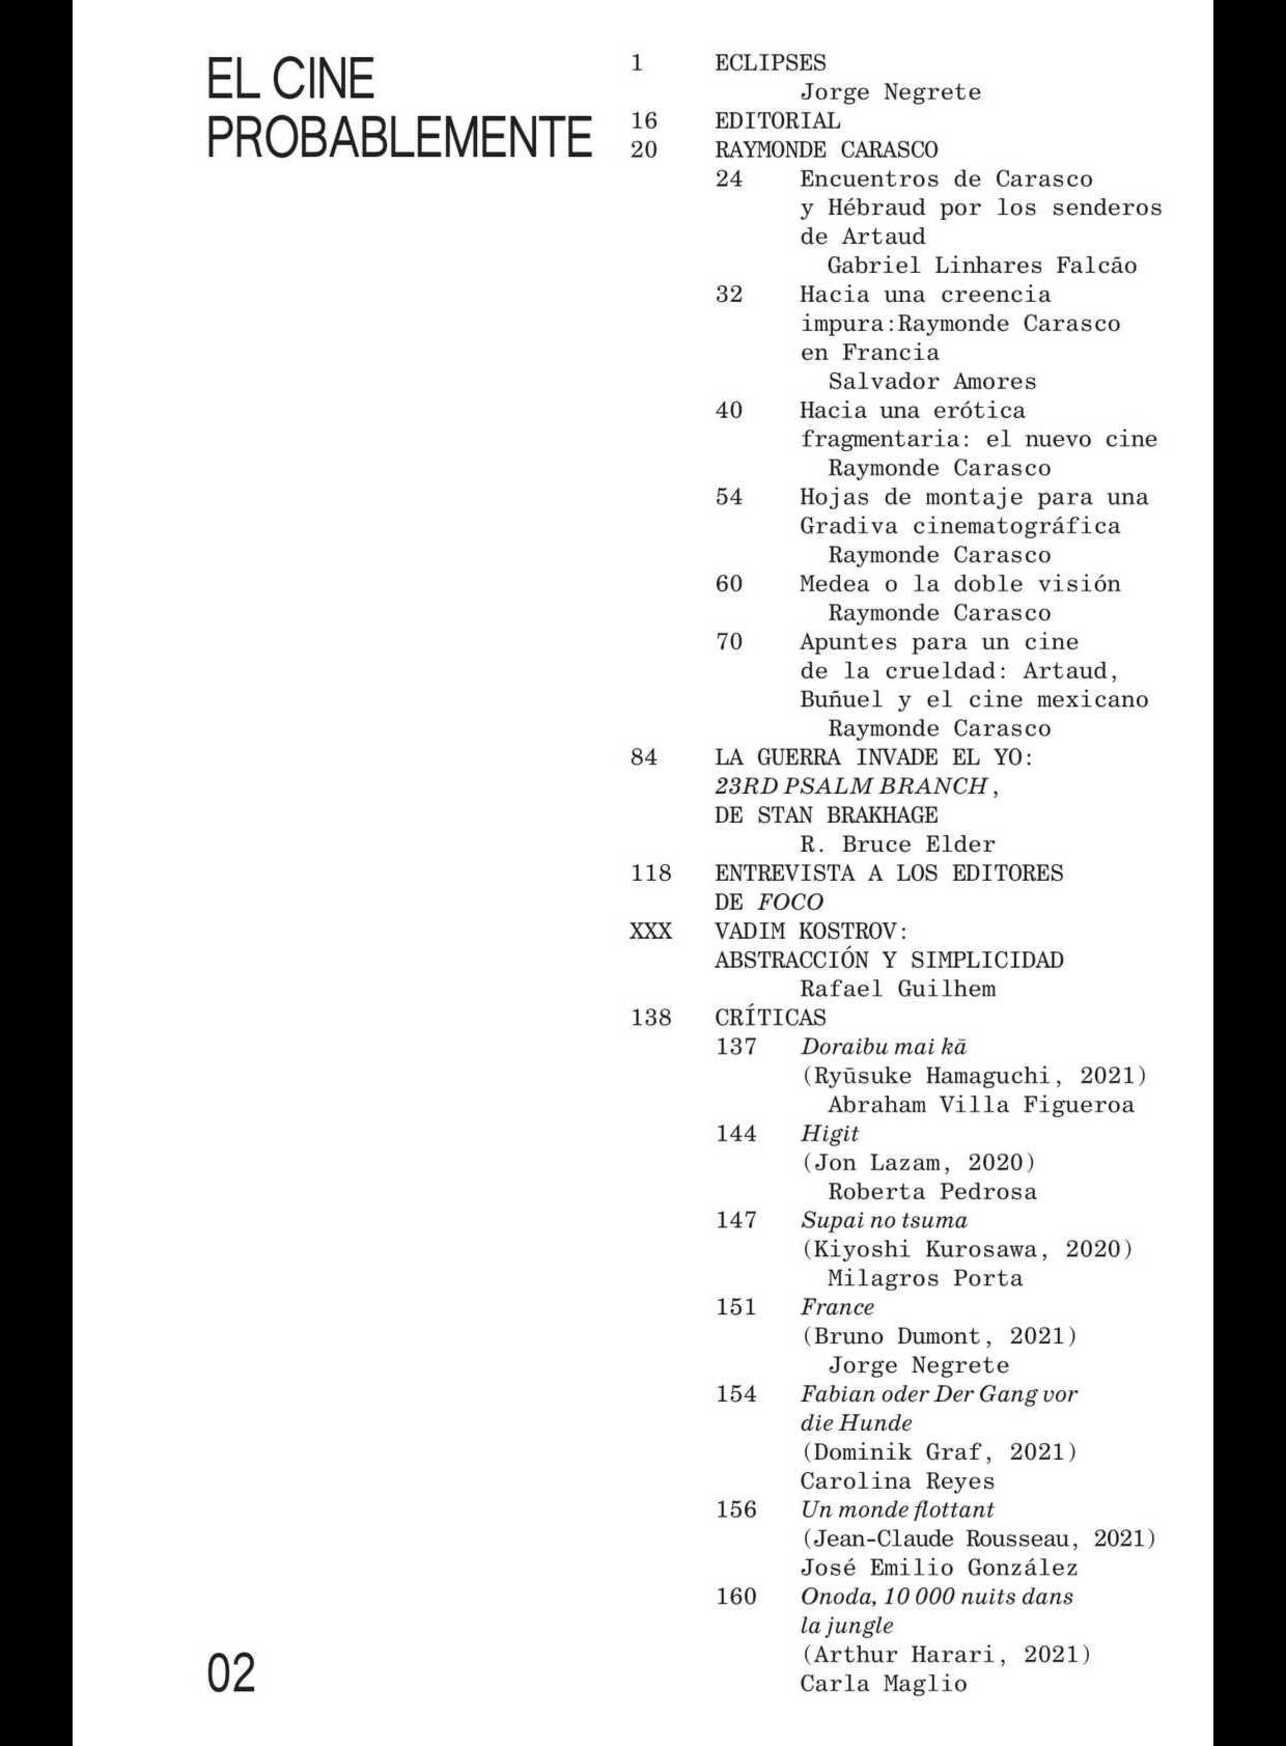 EL CINE
PROBABLEMENTE
1 ECLIPSES
Jorge Negrete
16 EDITORIAL
20 RAYMONDE CARASCO
24 Encuentros de Carasco
y Hébraud por los senderos
de Artaud
Gabriel Linhares Falcão
32 Hacia una creencia
impura:Raymonde Carasco
en Francia
Salvador Amores
40 Hacia una erótica
fragmentaria: el nuevo cine
Raymonde Carasco
54 Hojas de montaje para una
Gradiva cinematográfica
Raymonde Carasco
60 Medea o la doble visión
Raymonde Carasco
70 Apuntes para un cine
de la crueldad: Artaud,
Buñuel y el cine mexicano
Raymonde Carasco
84 LA GUERRA INVADE EL YO:
23RD PSALM BRANCH,
DE STAN BRAKHAGE
R. Bruce Elder
118 ENTREVISTA A LOS EDITORES
DE FOCO
XXX VADIM KOSTROV:
ABSTRACCIÓN Y SIMPLICIDAD
Rafael Guilhem
138 CRÍTICAS
137 Doraibu mai kā
(Ryūsuke Hamaguchi, 2021)
Abraham Villa Figueroa
144 Higit
(Jon Lazam, 2020)
Roberta Pedrosa
147 Supai no tsuma
(Kiyoshi Kurosawa, 2020)
Milagros Porta
151 France
(Bruno Dumont, 2021)
Jorge Negrete
154 Fabian oder Der Gang vor
die Hunde
(Dominik Graf, 2021)
Carolina Reyes
156 Un monde flottant
(Jean-Claude Rousseau, 2021)
José Emilio González
160 Onoda, 10 000 nuits dans
la jungle
(Arthur Harari, 2021)
Carla Maglio
02